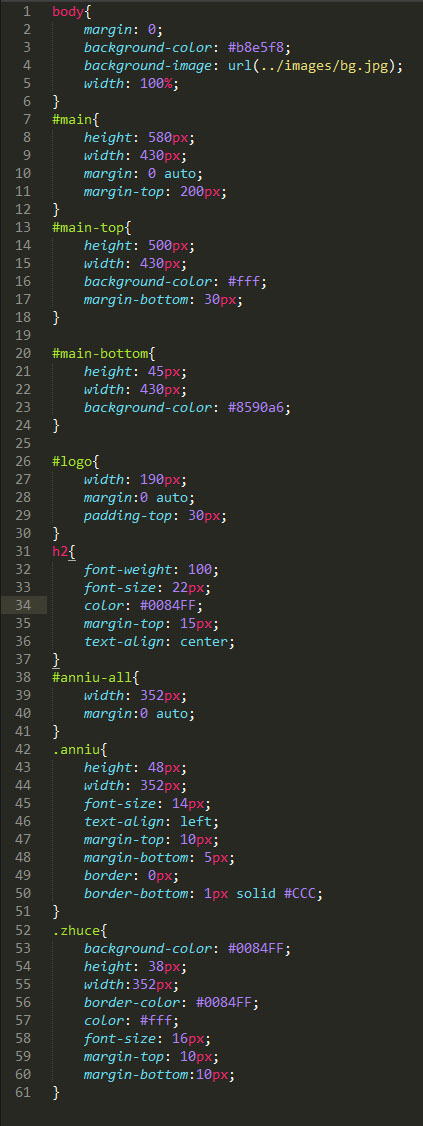 1 body{
2 margin: 0;
3 background-color: #b8e5f8;
4 background-image: url(../images/bg.jpg);
5 width: 100%;
6 }
7 #main{
8 height: 580px;
9 width: 430px;
10 margin: 0 auto;
11 margin-top: 200px;
12 }
13 #main-top{
14 height: 500px;
15 width: 430px;
16 background-color: #fff;
17 margin-bottom: 30px;
18 }
19
20 #main-bottom{
21 height: 45px;
22 width: 430px;
23 background-color: #8590a6;
24 }
25
26 #logo{
27 width: 190px;
28 margin:0 auto;
29 padding-top: 30px;
30 }
31 h2{
32 font-weight: 100;
33 font-size: 22px;
34 color: #0084FF;
35 margin-top: 15px;
36 text-align: center;
37 }
38 #anniu-all{
39 width: 352px;
40 margin:0 auto;
41 }
42 .anniu{
43 height: 48px;
44 width: 352px;
45 font-size: 14px;
46 text-align: left;
47 margin-top: 10px;
48 margin-bottom: 5px;
49 border: 0px;
50 border-bottom: 1px solid #CCC;
51 }
52 .zhuce{
53 background-color: #0084FF;
54 height: 38px;
55 width:352px;
56 border-color: #0084FF;
57 color: #fff;
58 font-size: 16px;
59 margin-top: 10px;
60 margin-bottom:10px;
61 }